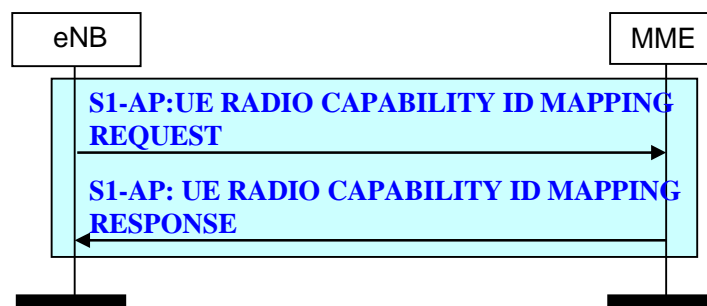 eNB
MME
S1-AP:UE RADIO CAPABILITY ID MAPPING
REQUEST
S1-AP: UE RADIO CAPABILITY ID MAPPING
RESPONSE